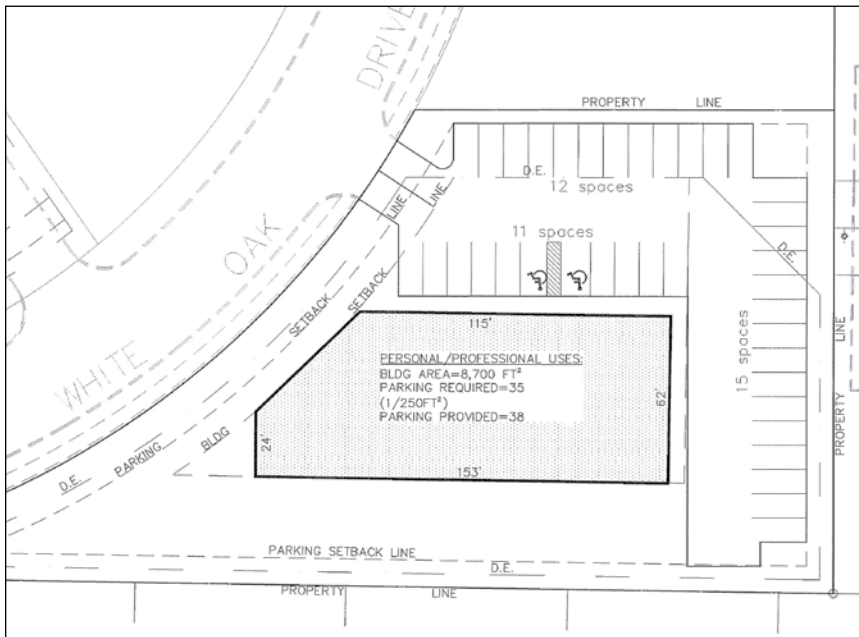 DRIVE
PROPERTY LINE
D.E.
12 spaces
LINE
LINE
11 spaces
OAK
D.E.
SETBACK
SETBACK
115'
WHITE
PERSONAL/PROFESSIONAL USES:
BLDG AREA=8,700 FT²
PARKING REQUIRED=35
(1/250FT²)
PARKING PROVIDED=38
62'
15 spaces
PROPERTY LINE
24'
BLDG
PARKING
D.E.
153'
PARKING SETBACK LINE
D.E.
PROPERTY LINE